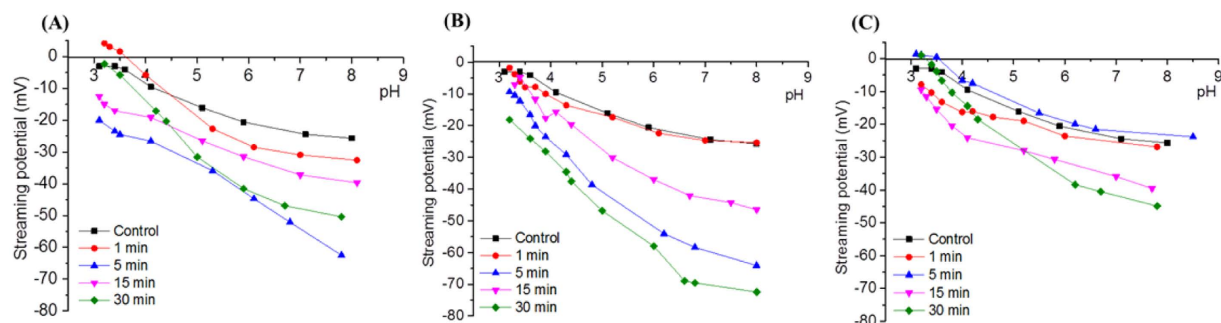 (A)
pH
10
0
-10
-20
-30
-40
-50
-60
-70
-80
3 4 5 6 7 8 9
Streaming potential (mV)
Control
1 min
5 min
15 min
30 min
(B)
pH
20
10
0
-10
-20
-30
-40
-50
-60
-70
-80
3 4 5 6 7 8 9
Streaming potential (mV)
Control
1 min
5 min
15 min
30 min
(C)
10
0
-10
-20
-30
-40
-50
-60
-70
-80
3 4 5 6 7 8 9
pH
Streaming potential (mV)
Control
1 min
5 min
15 min
30 min